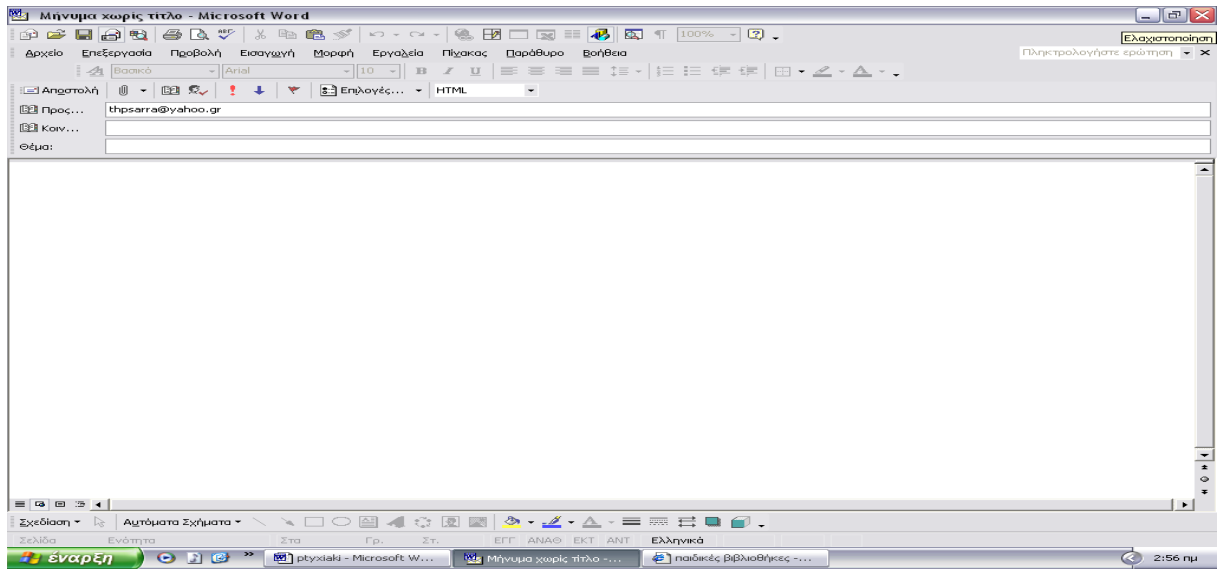 Μήνυμα χωρίς τίτλο - Microsoft Word
100%
Ελαχιστοποίηση
Αρχείο Επεξεργασία Προβολή Εισαγωγή Μορφή Εργαλεία Πίνακας Παράθυρο Βοήθεια Πληκτρολογήστε ερώτηση
Βασικό Arial 10 B I U
Αποστολή Επιλογές... HTML
Προς... thpsarra@yahoo.gr
Κοιν...
Θέμα:
Σχεδίαση Αυτόματα Σχήματα
Σελίδα Ενότητα Στα Γρ. Στ. ΕΓΓ ΑΝΑΘ ΕΚΤ ΑΝΤ Ελληνικά
έναρξη ptyxiaki - Microsoft W... Μήνυμα χωρίς τίτλο -... παιδικές βιβλιοθήκες -... 2:56 πμ